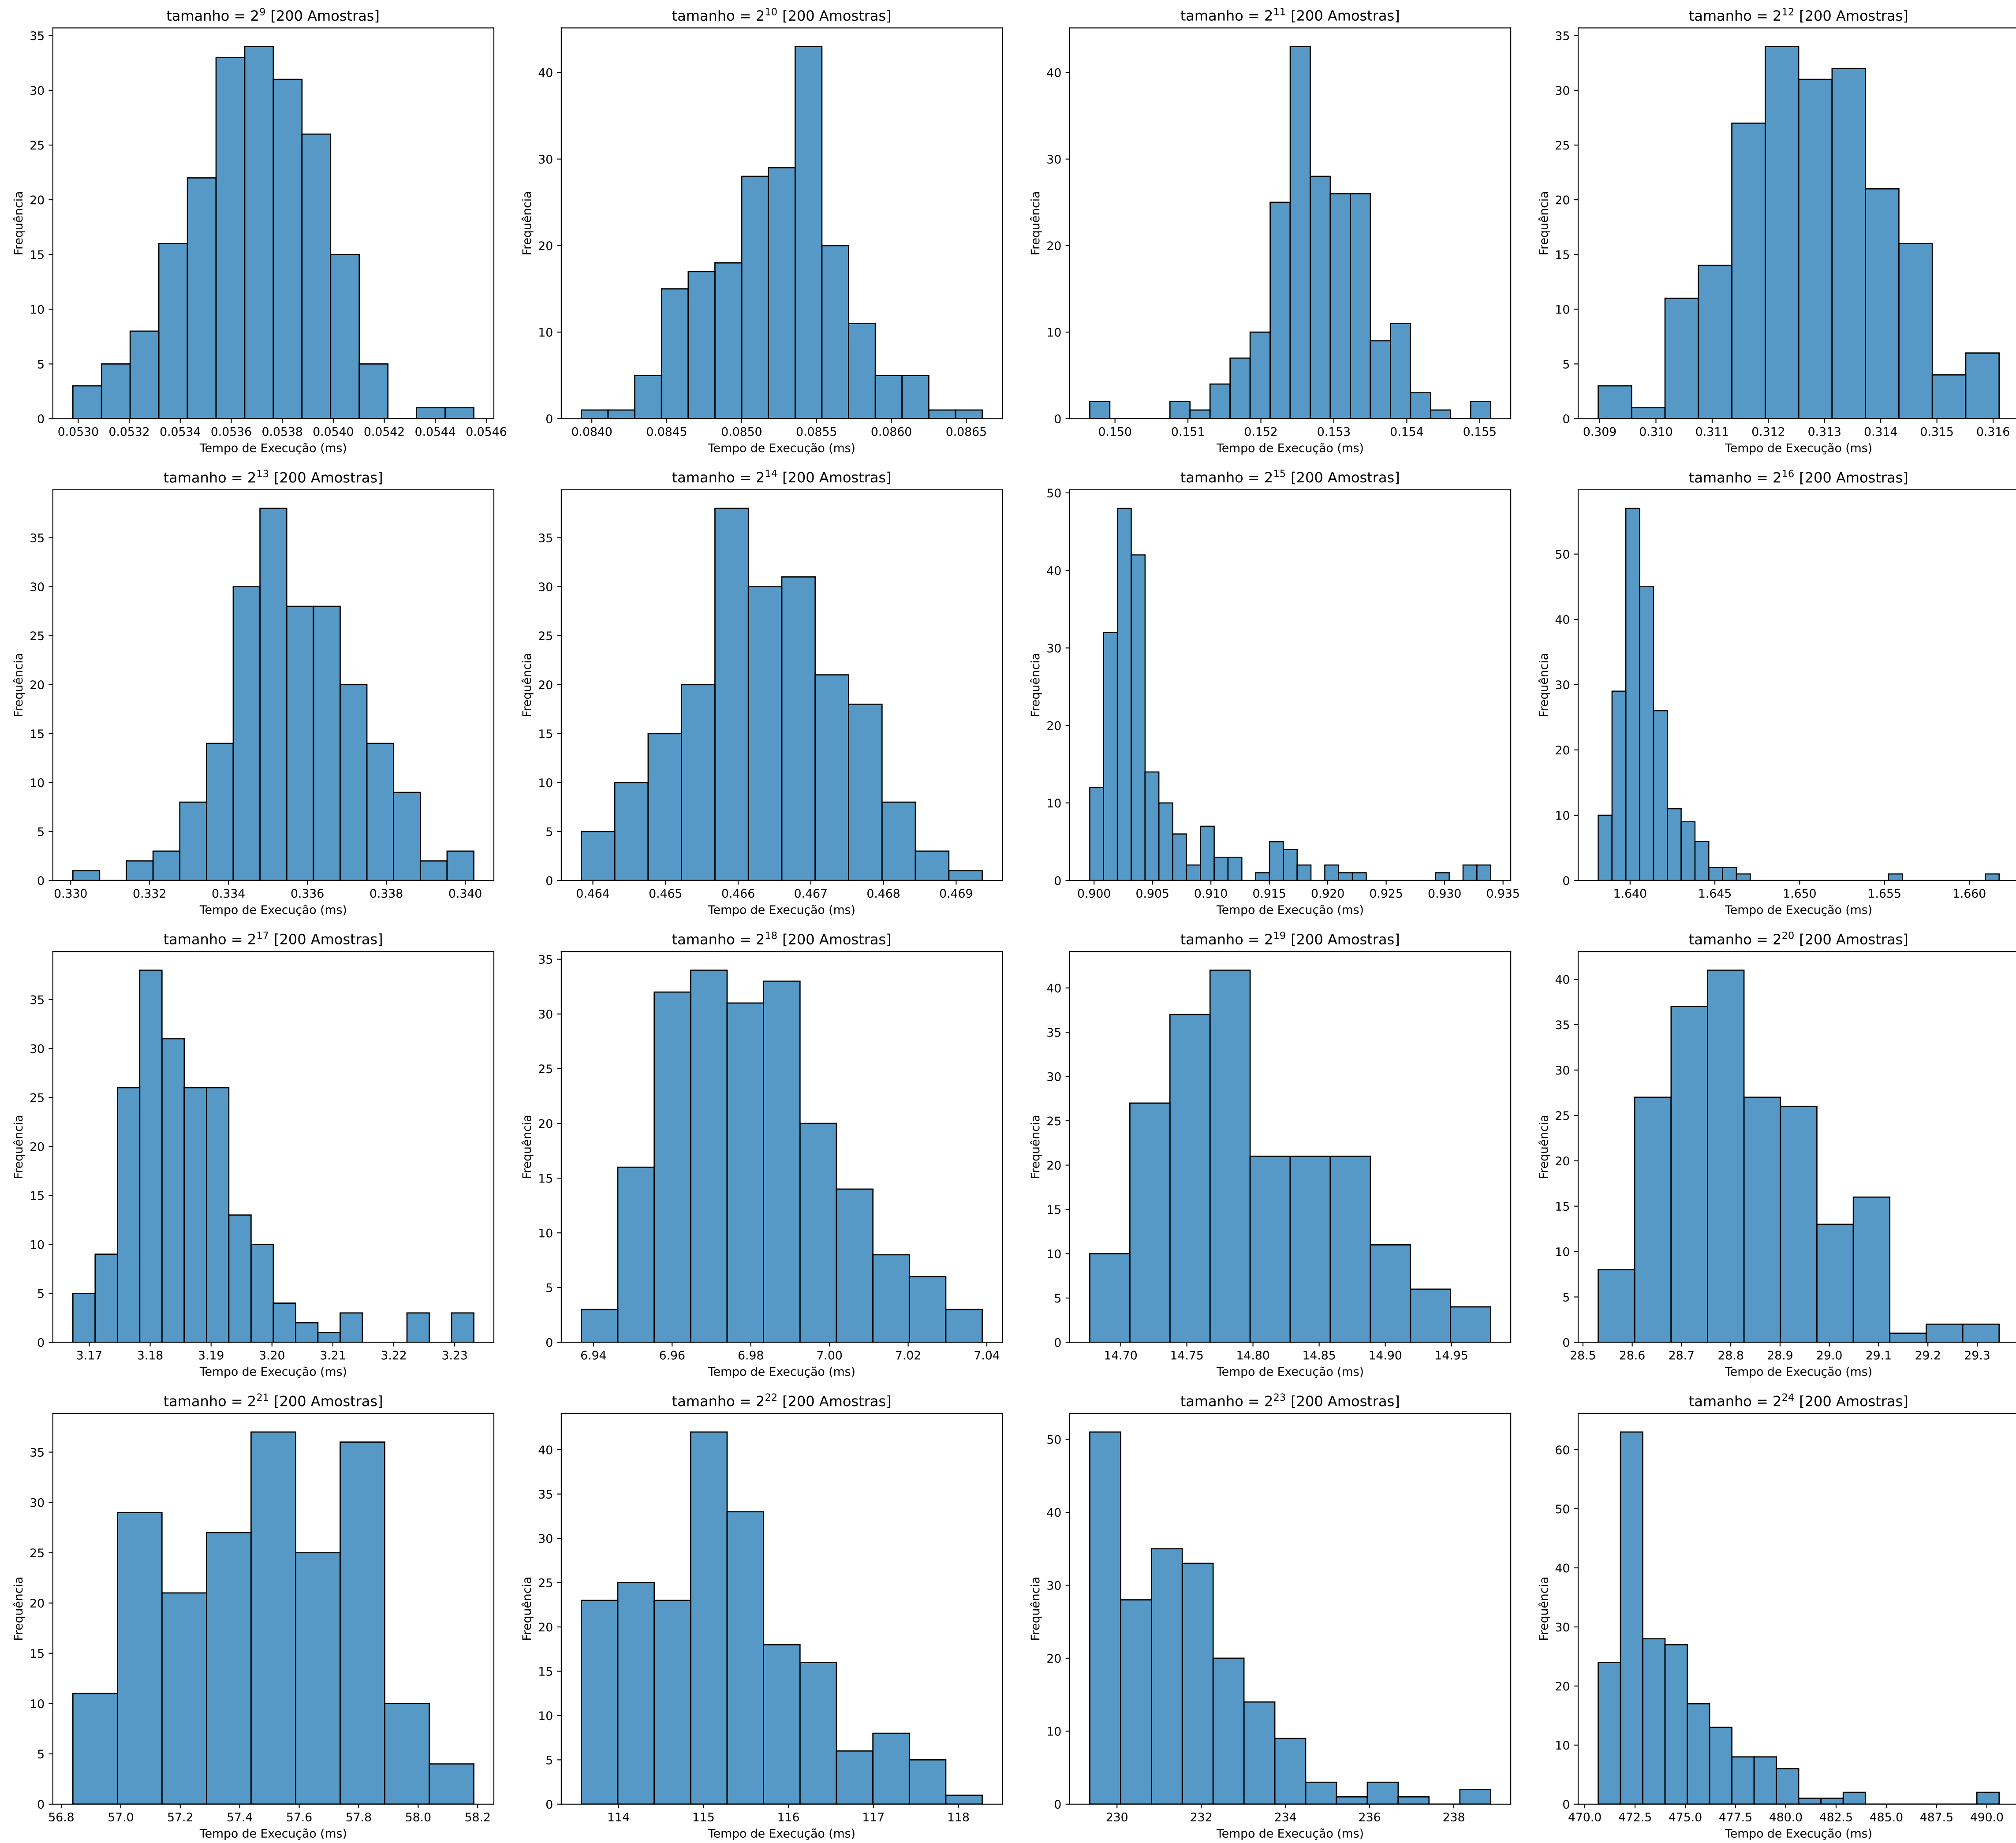 tamanho = 2⁹ [200 Amostras]
Frequência
35
30
25
20
15
10
5
0
0.0530 0.0532 0.0534 0.0536 0.0538 0.0540 0.0542 0.0544 0.0546
Tempo de Execução (ms)
tamanho = 2¹⁰ [200 Amostras]
Frequência
40
30
20
10
0
0.0840 0.0845 0.0850 0.0855 0.0860 0.0865
Tempo de Execução (ms)
tamanho = 2¹¹ [200 Amostras]
Frequência
40
30
20
10
0
0.150 0.151 0.152 0.153 0.154 0.155
Tempo de Execução (ms)
tamanho = 2¹² [200 Amostras]
Frequência
35
30
25
20
15
10
5
0
0.309 0.310 0.311 0.312 0.313 0.314 0.315 0.316
Tempo de Execução (ms)
tamanho = 2¹³ [200 Amostras]
Frequência
35
30
25
20
15
10
5
0
0.330 0.332 0.334 0.336 0.338 0.340
Tempo de Execução (ms)
tamanho = 2¹⁴ [200 Amostras]
Frequência
35
30
25
20
15
10
5
0
0.464 0.465 0.466 0.467 0.468 0.469
Tempo de Execução (ms)
tamanho = 2¹⁵ [200 Amostras]
Frequência
50
40
30
20
10
0
0.900 0.905 0.910 0.915 0.920 0.925 0.930 0.935
Tempo de Execução (ms)
tamanho = 2¹⁶ [200 Amostras]
Frequência
50
40
30
20
10
0
1.640 1.645 1.650 1.655 1.660
Tempo de Execução (ms)
tamanho = 2¹⁷ [200 Amostras]
Frequência
35
30
25
20
15
10
5
0
3.17 3.18 3.19 3.20 3.21 3.22 3.23
Tempo de Execução (ms)
tamanho = 2¹⁸ [200 Amostras]
Frequência
35
30
25
20
15
10
5
0
6.94 6.96 6.98 7.00 7.02 7.04
Tempo de Execução (ms)
tamanho = 2¹⁹ [200 Amostras]
Frequência
40
35
30
25
20
15
10
5
0
14.70 14.75 14.80 14.85 14.90 14.95
Tempo de Execução (ms)
tamanho = 2²⁰ [200 Amostras]
Frequência
40
35
30
25
20
15
10
5
0
28.5 28.6 28.7 28.8 28.9 29.0 29.1 29.2 29.3
Tempo de Execução (ms)
tamanho = 2²¹ [200 Amostras]
Frequência
35
30
25
20
15
10
5
0
56.8 57.0 57.2 57.4 57.6 57.8 58.0 58.2
Tempo de Execução (ms)
tamanho = 2²² [200 Amostras]
Frequência
40
35
30
25
20
15
10
5
0
114 115 116 117 118
Tempo de Execução (ms)
tamanho = 2²³ [200 Amostras]
Frequência
50
40
30
20
10
0
230 232 234 236 238
Tempo de Execução (ms)
tamanho = 2²⁴ [200 Amostras]
Frequência
60
50
40
30
20
10
0
470.0 472.5 475.0 477.5 480.0 482.5 485.0 487.5 490.0
Tempo de Execução (ms)